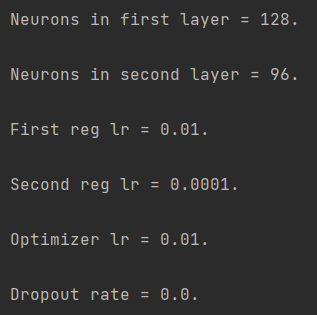 Neurons in first layer = 128.
Neurons in second layer = 96.
First reg lr = 0.01.
Second reg lr = 0.0001.
Optimizer lr = 0.01.
Dropout rate = 0.0.